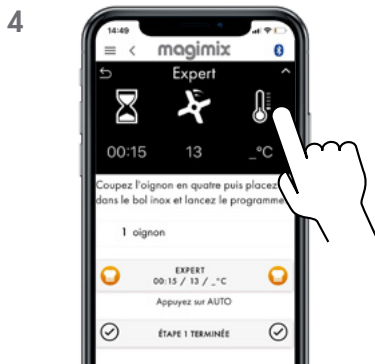 4
14:49
magimix
Expert
00:15 13 _°C
Coupez l'oignon en quatre puis placez
dans le bol inox et lancez le programme
1 oignon
EXPERT
00:15 / 13 / _°C
Appuyez sur AUTO
ÉTAPE 1 TERMINÉE